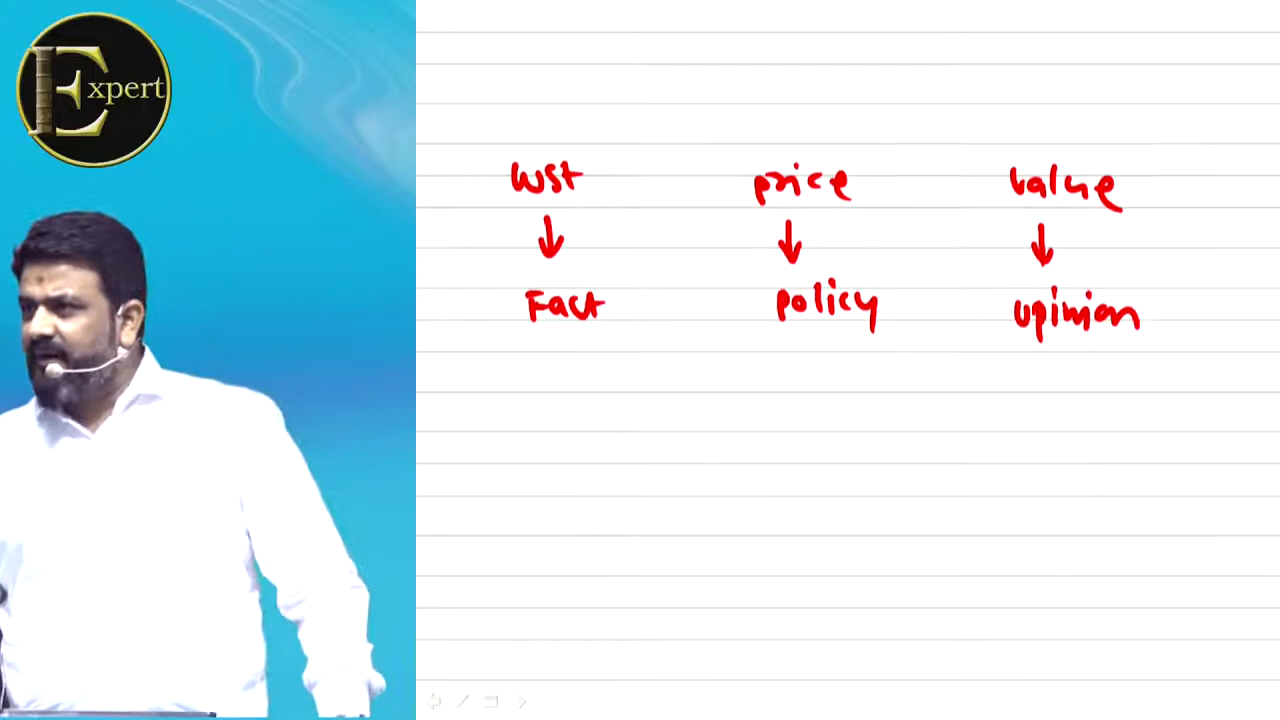 Expert
Cost price value
↓ ↓ ↓
Fact policy opinion